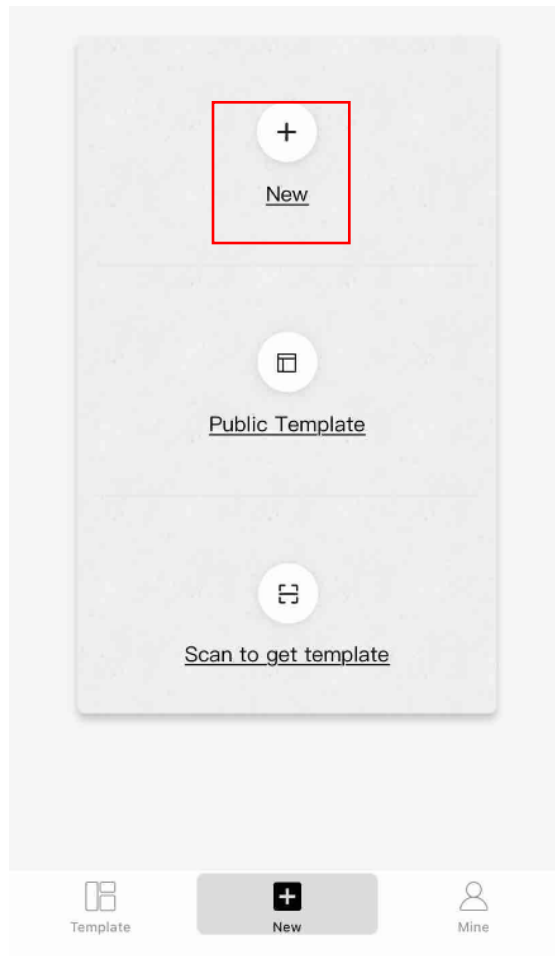 New
Public Template
Scan to get template
Template
New
Mine